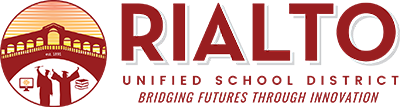 RIALTO
UNIFIED SCHOOL DISTRICT
BRIDGING FUTURES THROUGH INNOVATION